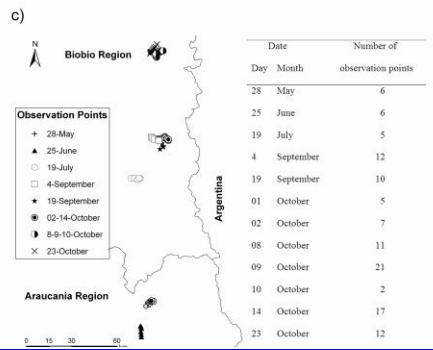 c)
N
Biobio Region
Observation Points
28-May
25-June
19-July
4-September
19-September
02-14-October
8-9-10-October
23-October
Argentina
Araucania Region
0 15 30 60
Date Number of
Day Month observation points
28 May 6
25 June 6
19 July 5
4 September 12
19 September 10
01 October 5
02 October 7
08 October 11
09 October 21
10 October 2
14 October 17
23 October 12